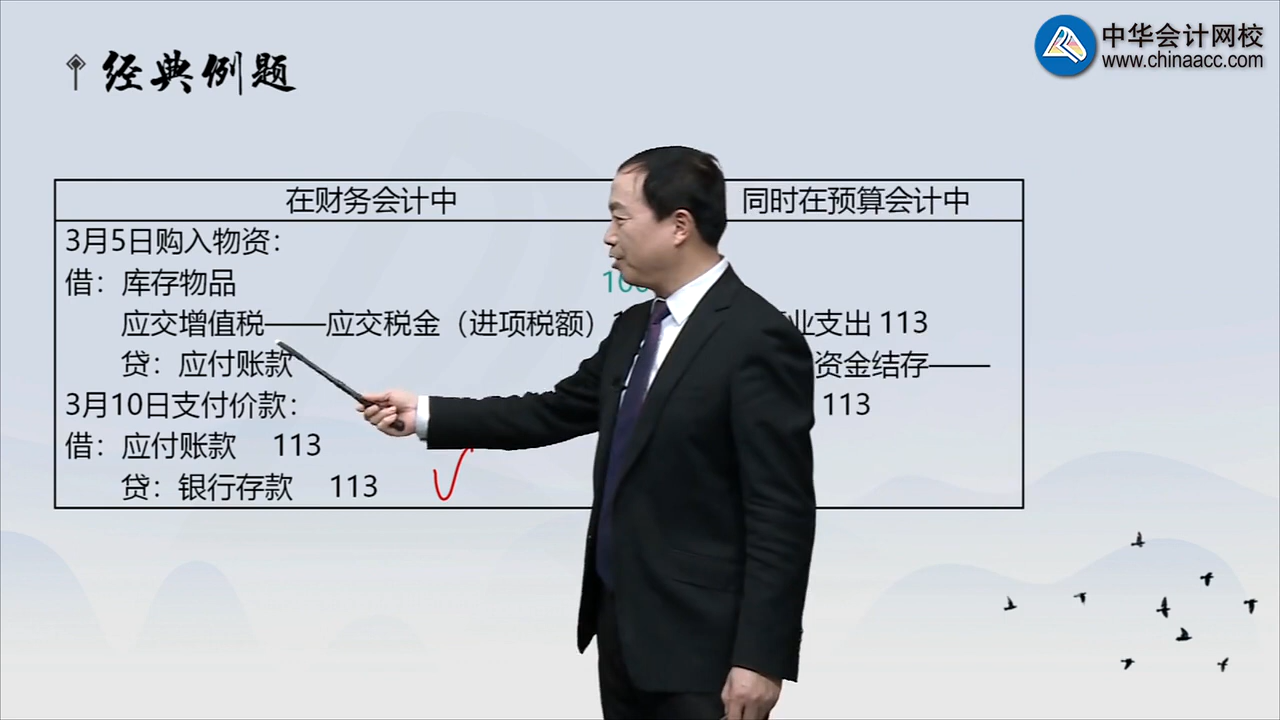 经典例题
中华会计网校
www.chinaacc.com
在财务会计中
同时在预算会计中
3月5日购入物资：
借：库存物品 100
应交增值税——应交税金（进项税额）
贷：应付账款
3月10日支付价款：
借：应付账款 113
贷：银行存款 113
业支出 113
资金结存——
113